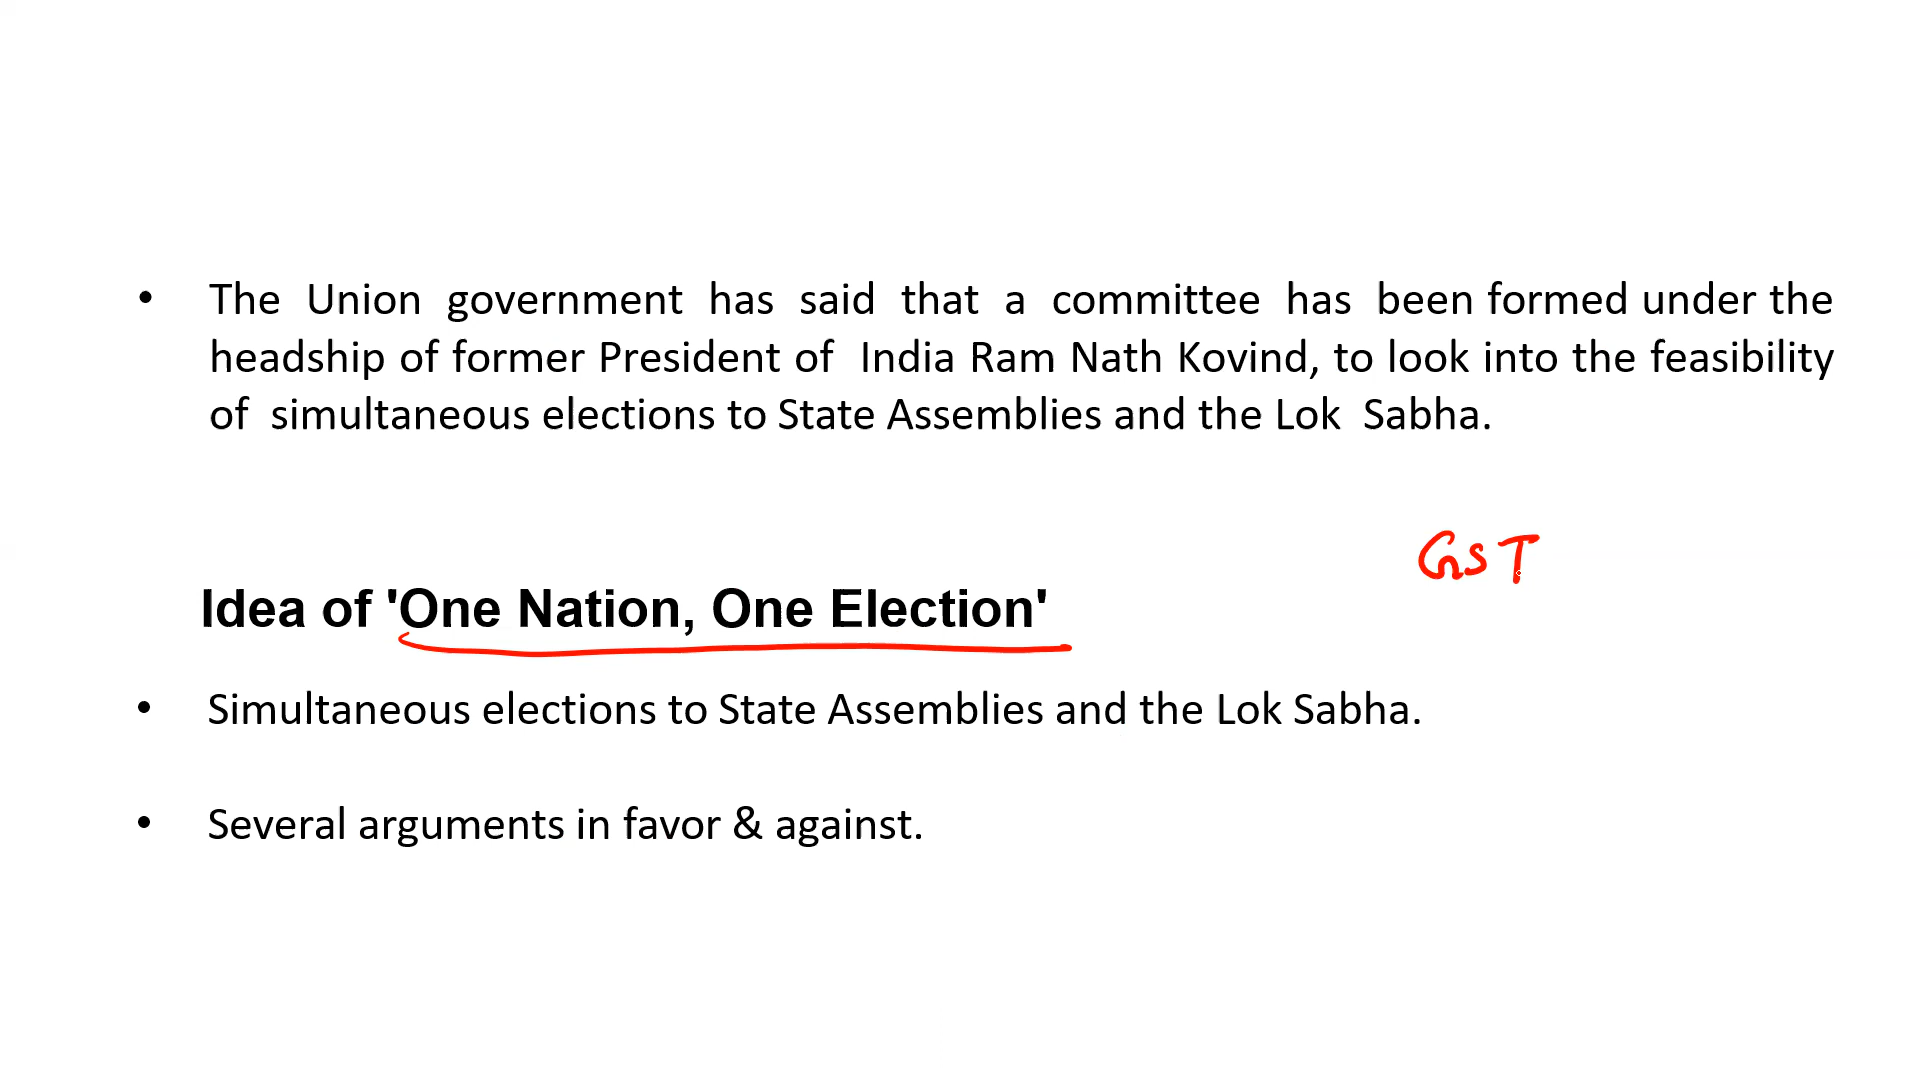 • The Union government has said that a committee has been formed under the
headship of former President of India Ram Nath Kovind, to look into the feasibility
of simultaneous elections to State Assemblies and the Lok Sabha.
GST
Idea of 'One Nation, One Election'
• Simultaneous elections to State Assemblies and the Lok Sabha.
• Several arguments in favor & against.